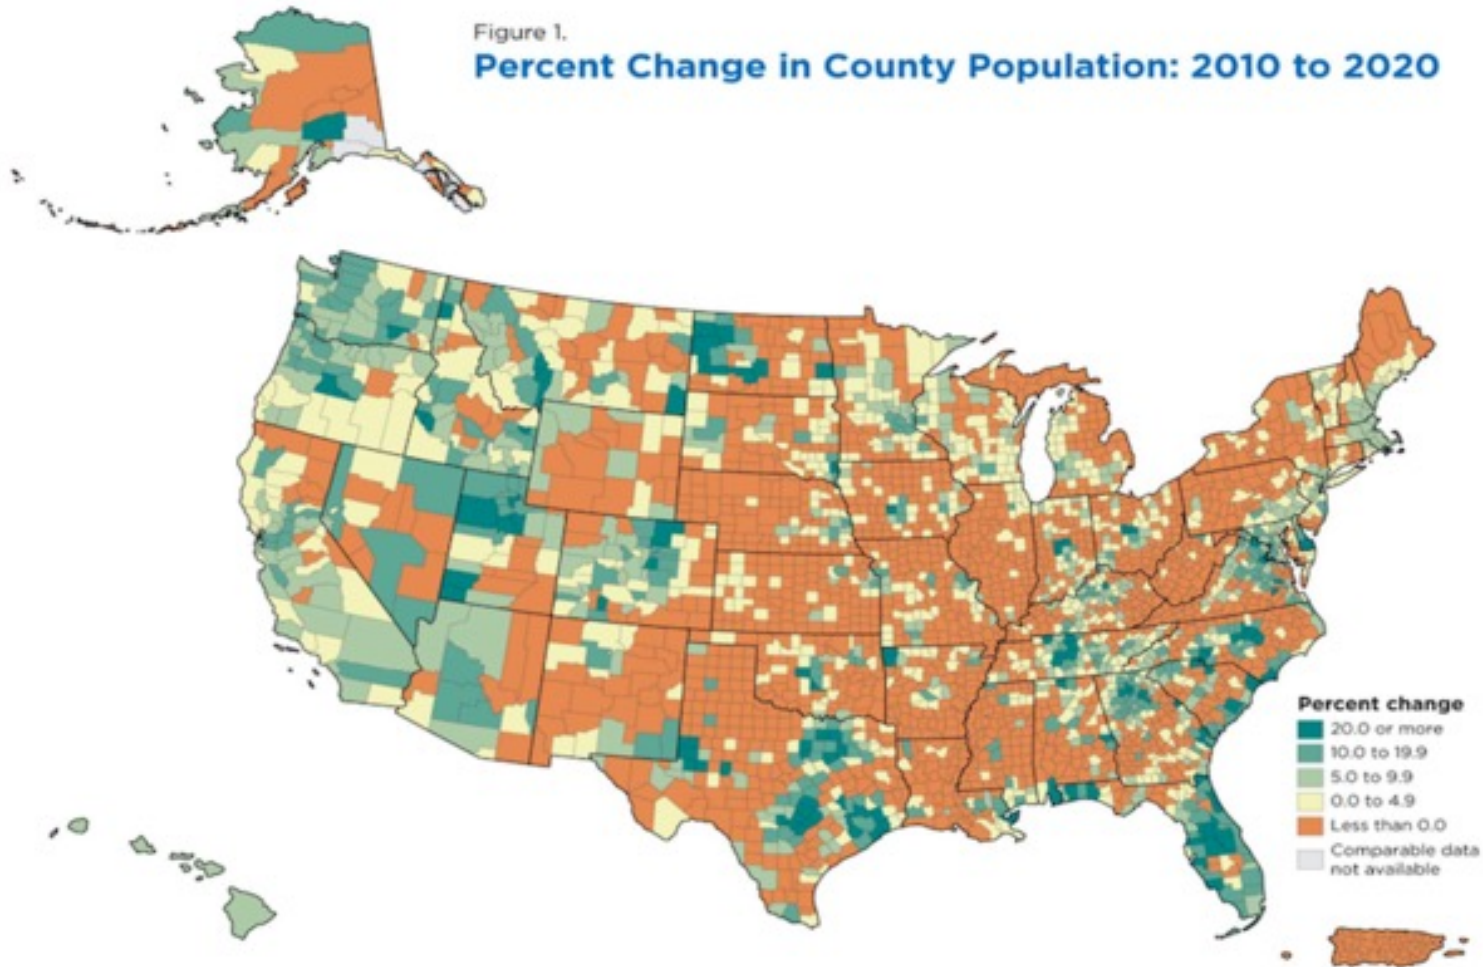 Figure 1.
Percent Change in County Population: 2010 to 2020
Percent change
20.0 or more
10.0 to 19.9
5.0 to 9.9
0.0 to 4.9
Less than 0.0
Comparable data
not available